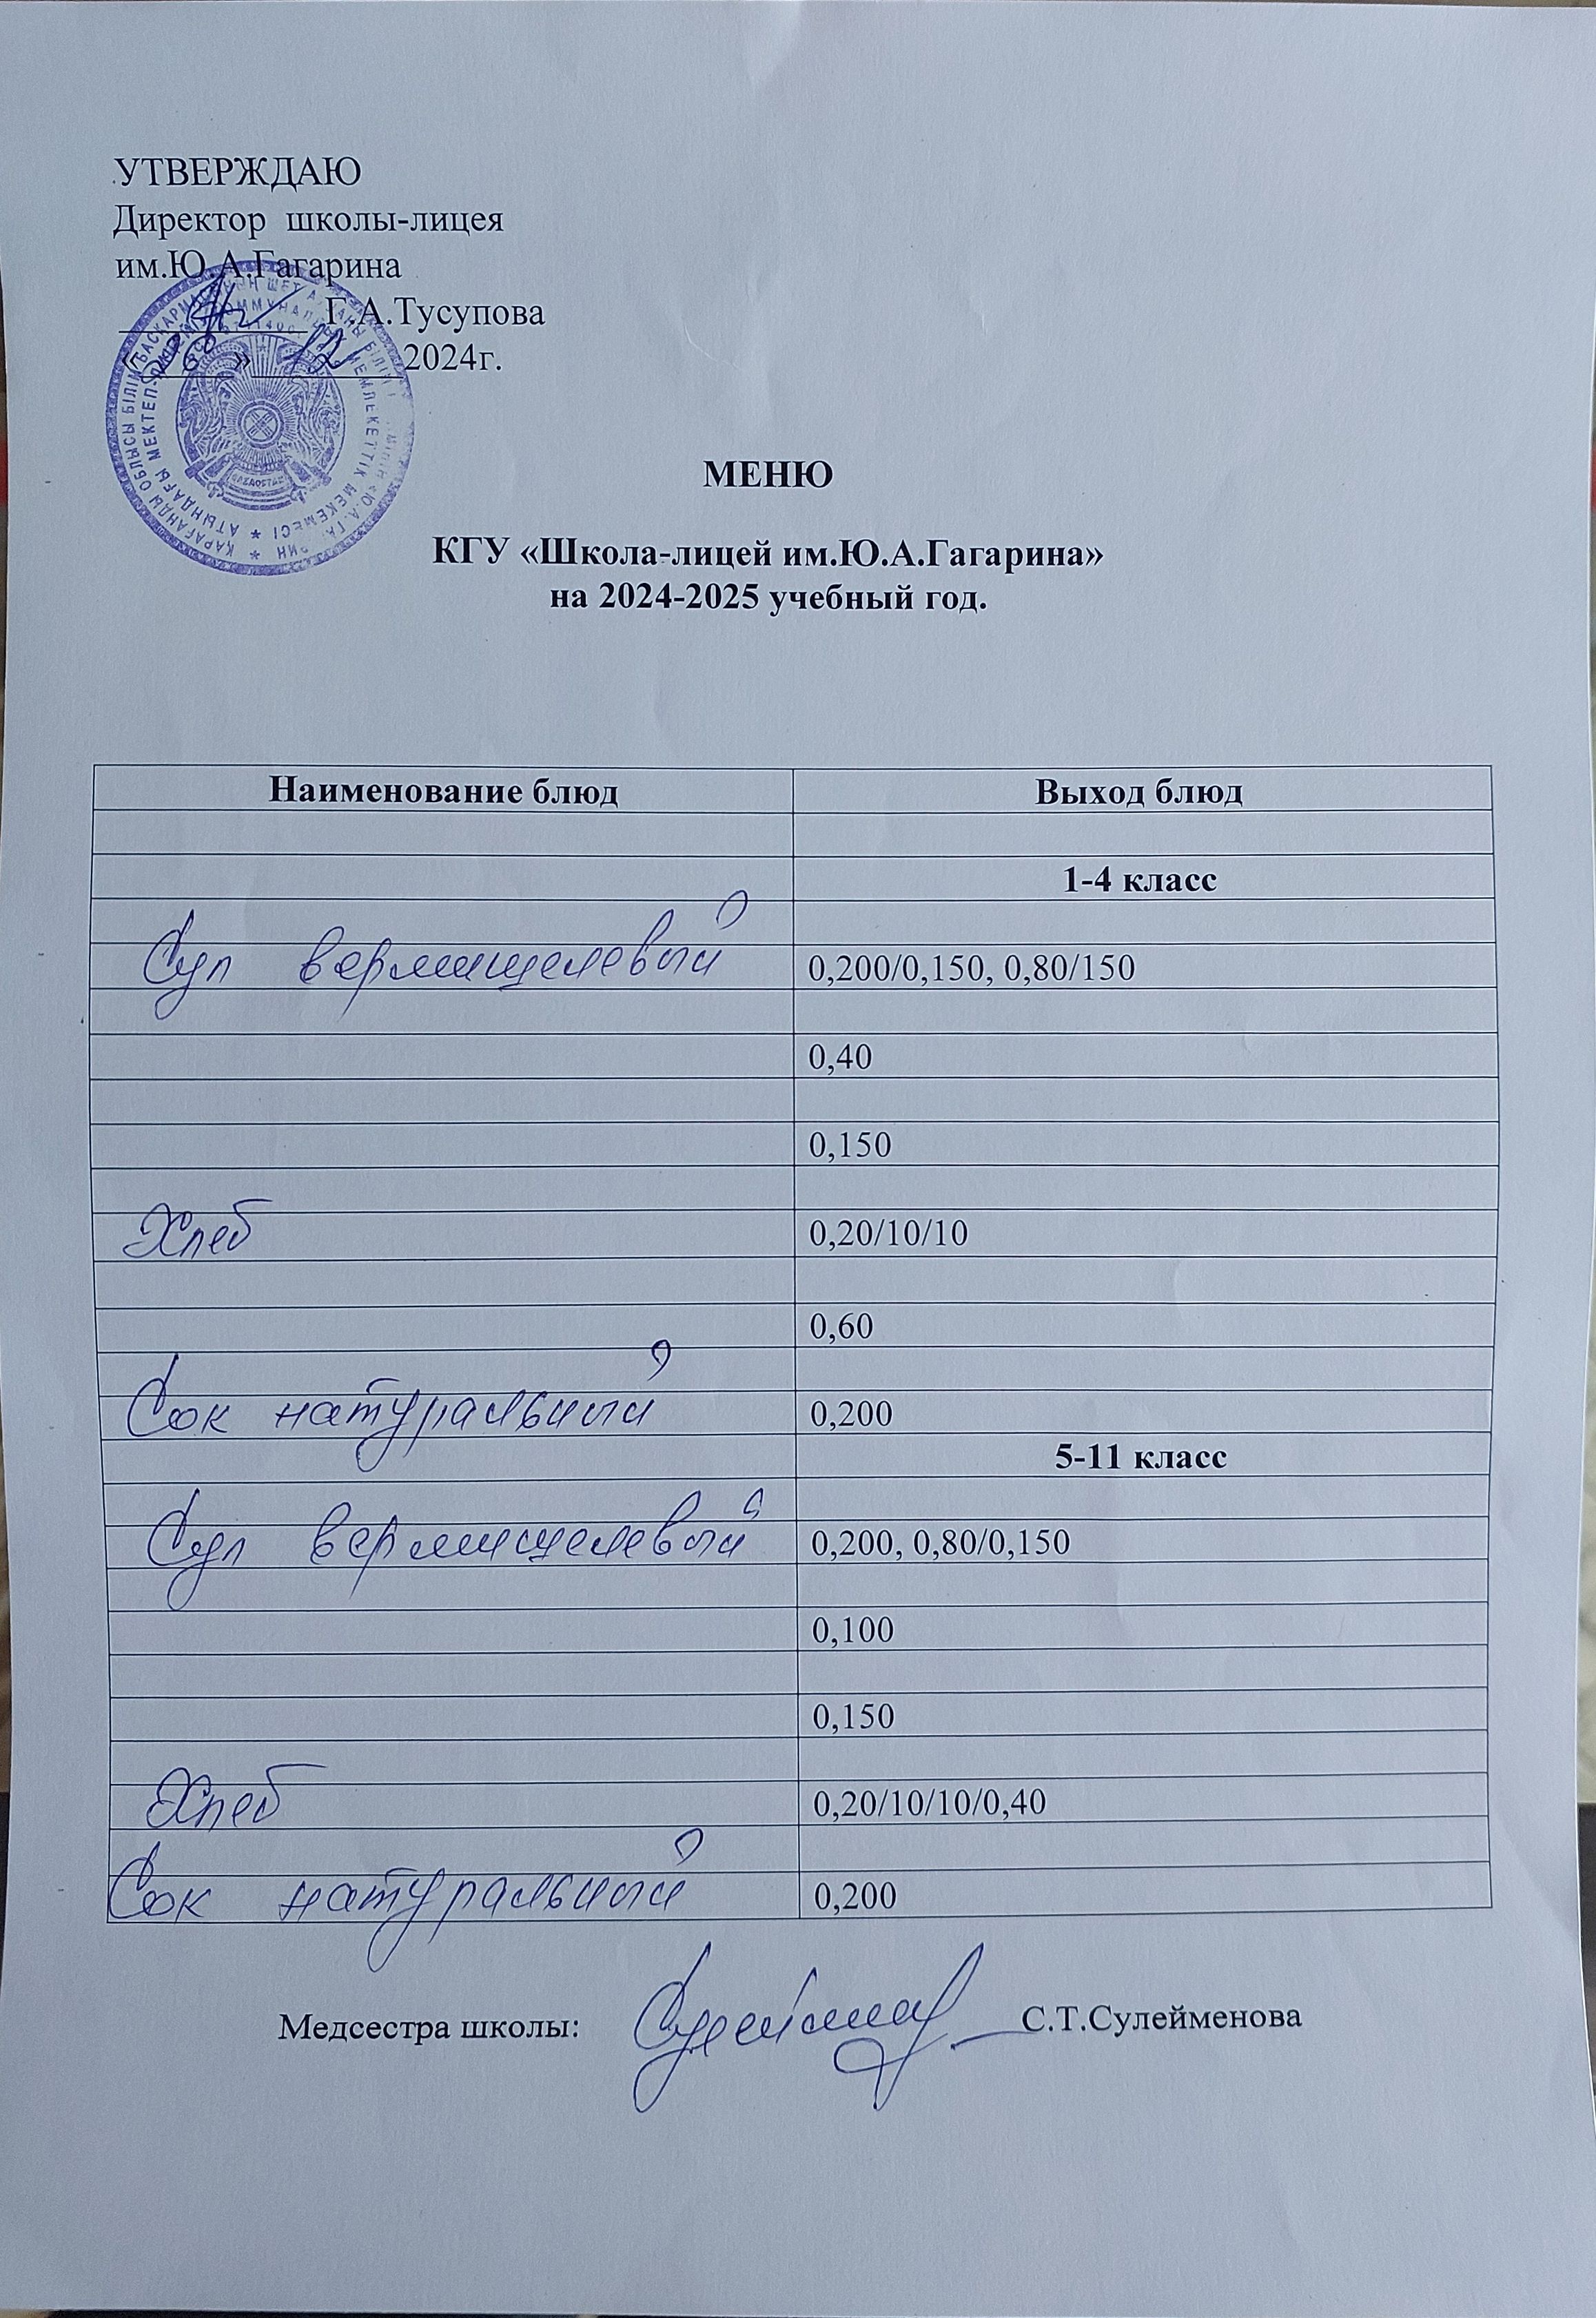 УТВЕРЖДАЮ
Директор школы-лицея
им.Ю.А.Гагарина
Г.А.Тусупова
« » 12 2024г.
МЕНЮ
КГУ «Школа-лицей им.Ю.А.Гагарина»
на 2024-2025 учебный год.
Наименование блюд Выход блюд
1-4 класс
Суп вермишелевый 0,200/0,150, 0,80/150
0,40
0,150
Хлеб 0,20/10/10
0,60
Сок натуральный 0,200
5-11 класс
Суп вермишелевый 0,200, 0,80/0,150
0,100
0,150
Хлеб 0,20/10/10/0,40
Сок натуральный 0,200
Медсестра школы: С.Т.Сулейменова